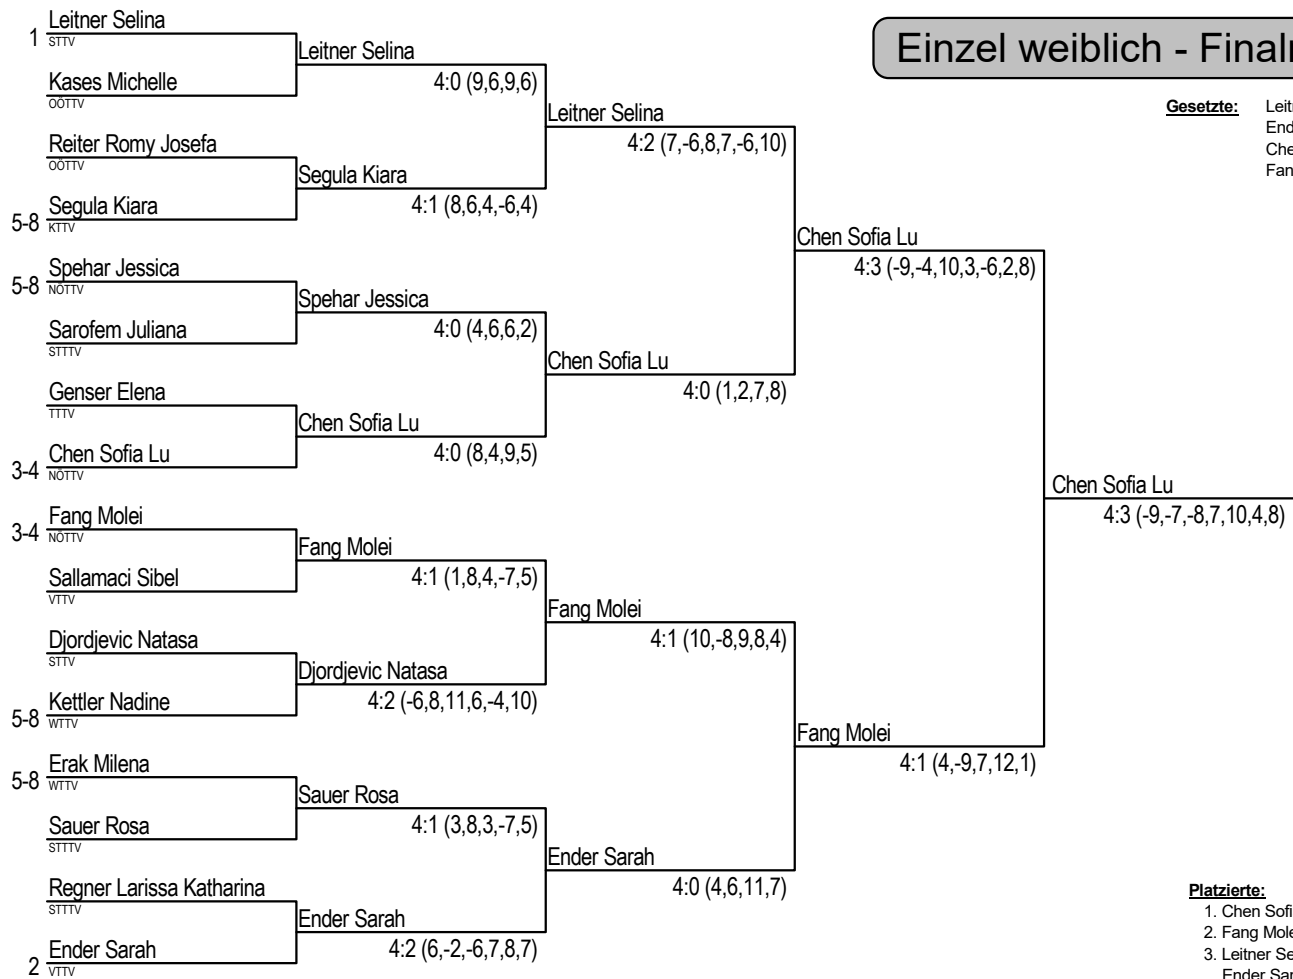 Einzel weiblich - Final
Gesetzte:
1 Leitner Selina
STTV
Kases Michelle
OÖTTV
Reiter Romy Josefa
OÖTTV
5-8 Segula Kiara
KTTV
5-8 Spehar Jessica
NÖTTV
Sarofem Juliana
STTTV
Genser Elena
TTTV
3-4 Chen Sofia Lu
NÖTTV
3-4 Fang Molei
NÖTTV
Sallamaci Sibel
VTTV
Djordjevic Natasa
STTV
5-8 Kettler Nadine
WTTV
5-8 Erak Milena
WTTV
Sauer Rosa
STTTV
Regner Larissa Katharina
STTTV
2 Ender Sarah
VTTV
Leitner Selina
4:0 (9,6,9,6)
Segula Kiara
4:1 (8,6,4,-6,4)
Spehar Jessica
4:0 (4,6,6,2)
Chen Sofia Lu
4:0 (8,4,9,5)
Fang Molei
4:1 (1,8,4,-7,5)
Djordjevic Natasa
4:2 (-6,8,11,6,-4,10)
Sauer Rosa
4:1 (3,8,3,-7,5)
Ender Sarah
4:2 (6,-2,-6,7,8,7)
Leitner Selina
4:2 (7,-6,8,7,-6,10)
Chen Sofia Lu
4:0 (1,2,7,8)
Fang Molei
4:1 (10,-8,9,8,4)
Ender Sarah
4:0 (4,6,11,7)
Chen Sofia Lu
4:3 (-9,-4,10,3,-6,2,8)
Fang Molei
4:1 (4,-9,7,12,1)
Chen Sofia Lu
4:3 (-9,-7,-8,7,10,4,8)
Platzierte:
1. Chen Sofi
2. Fang Mole
3. Leitner Se
Ender Sar